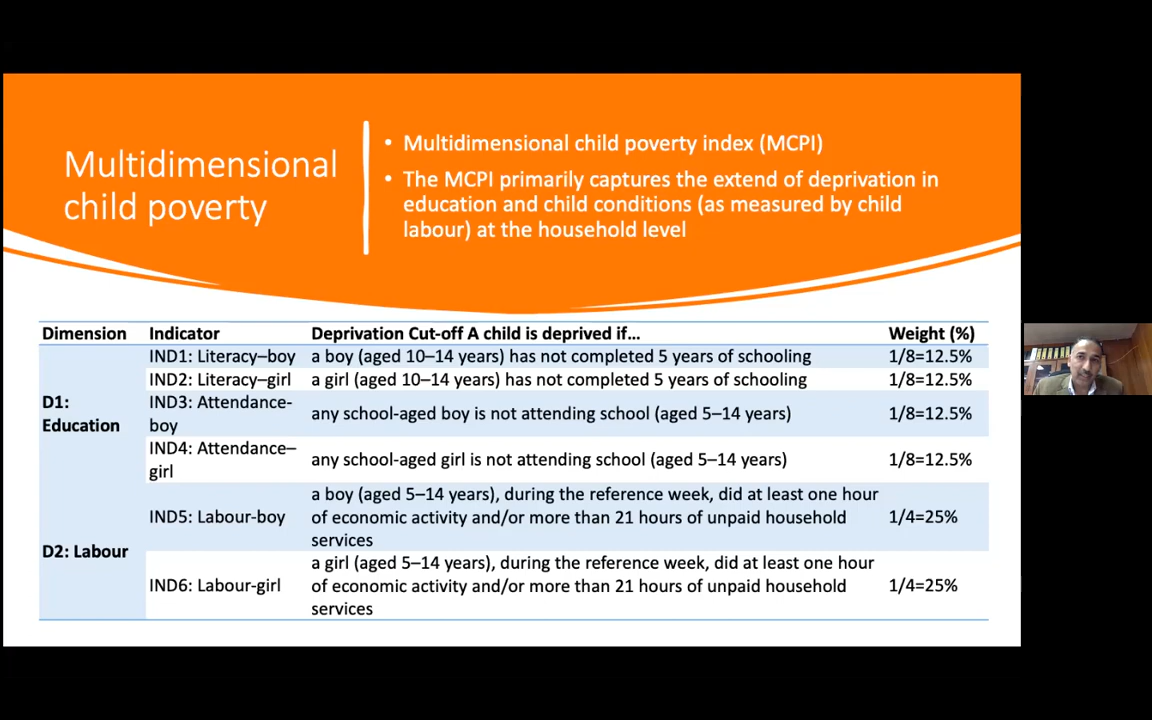 Multidimensional
child poverty
• Multidimensional child poverty index (MCPI)
• The MCPI primarily captures the extend of deprivation in
education and child conditions (as measured by child
labour) at the household level
Dimension Indicator Deprivation Cut-off A child is deprived if... Weight (%)
D1:
Education
IND1: Literacy–boy a boy (aged 10–14 years) has not completed 5 years of schooling 1/8=12.5%
IND2: Literacy–girl a girl (aged 10–14 years) has not completed 5 years of schooling 1/8=12.5%
IND3: Attendance-
boy
any school-aged boy is not attending school (aged 5–14 years) 1/8=12.5%
IND4: Attendance–
girl
any school-aged girl is not attending school (aged 5–14 years) 1/8=12.5%
D2: Labour
IND5: Labour-boy
a boy (aged 5–14 years), during the reference week, did at least one hour
of economic activity and/or more than 21 hours of unpaid household
services
1/4=25%
IND6: Labour-girl
a girl (aged 5–14 years), during the reference week, did at least one hour
of economic activity and/or more than 21 hours of unpaid household
services
1/4=25%